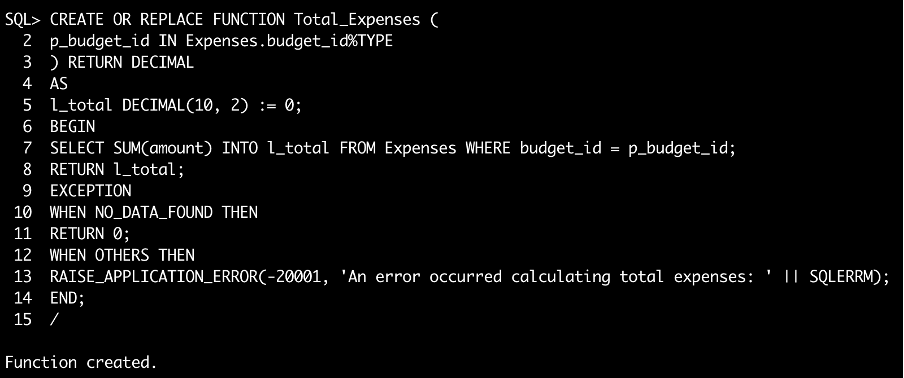 SQL> CREATE OR REPLACE FUNCTION Total_Expenses (
2 p_budget_id IN Expenses.budget_id%TYPE
3 ) RETURN DECIMAL
4 AS
5 l_total DECIMAL(10, 2) := 0;
6 BEGIN
7 SELECT SUM(amount) INTO l_total FROM Expenses WHERE budget_id = p_budget_id;
8 RETURN l_total;
9 EXCEPTION
10 WHEN NO_DATA_FOUND THEN
11 RETURN 0;
12 WHEN OTHERS THEN
13 RAISE_APPLICATION_ERROR(-20001, 'An error occurred calculating total expenses: ' || SQLERRM);
14 END;
15 /
Function created.